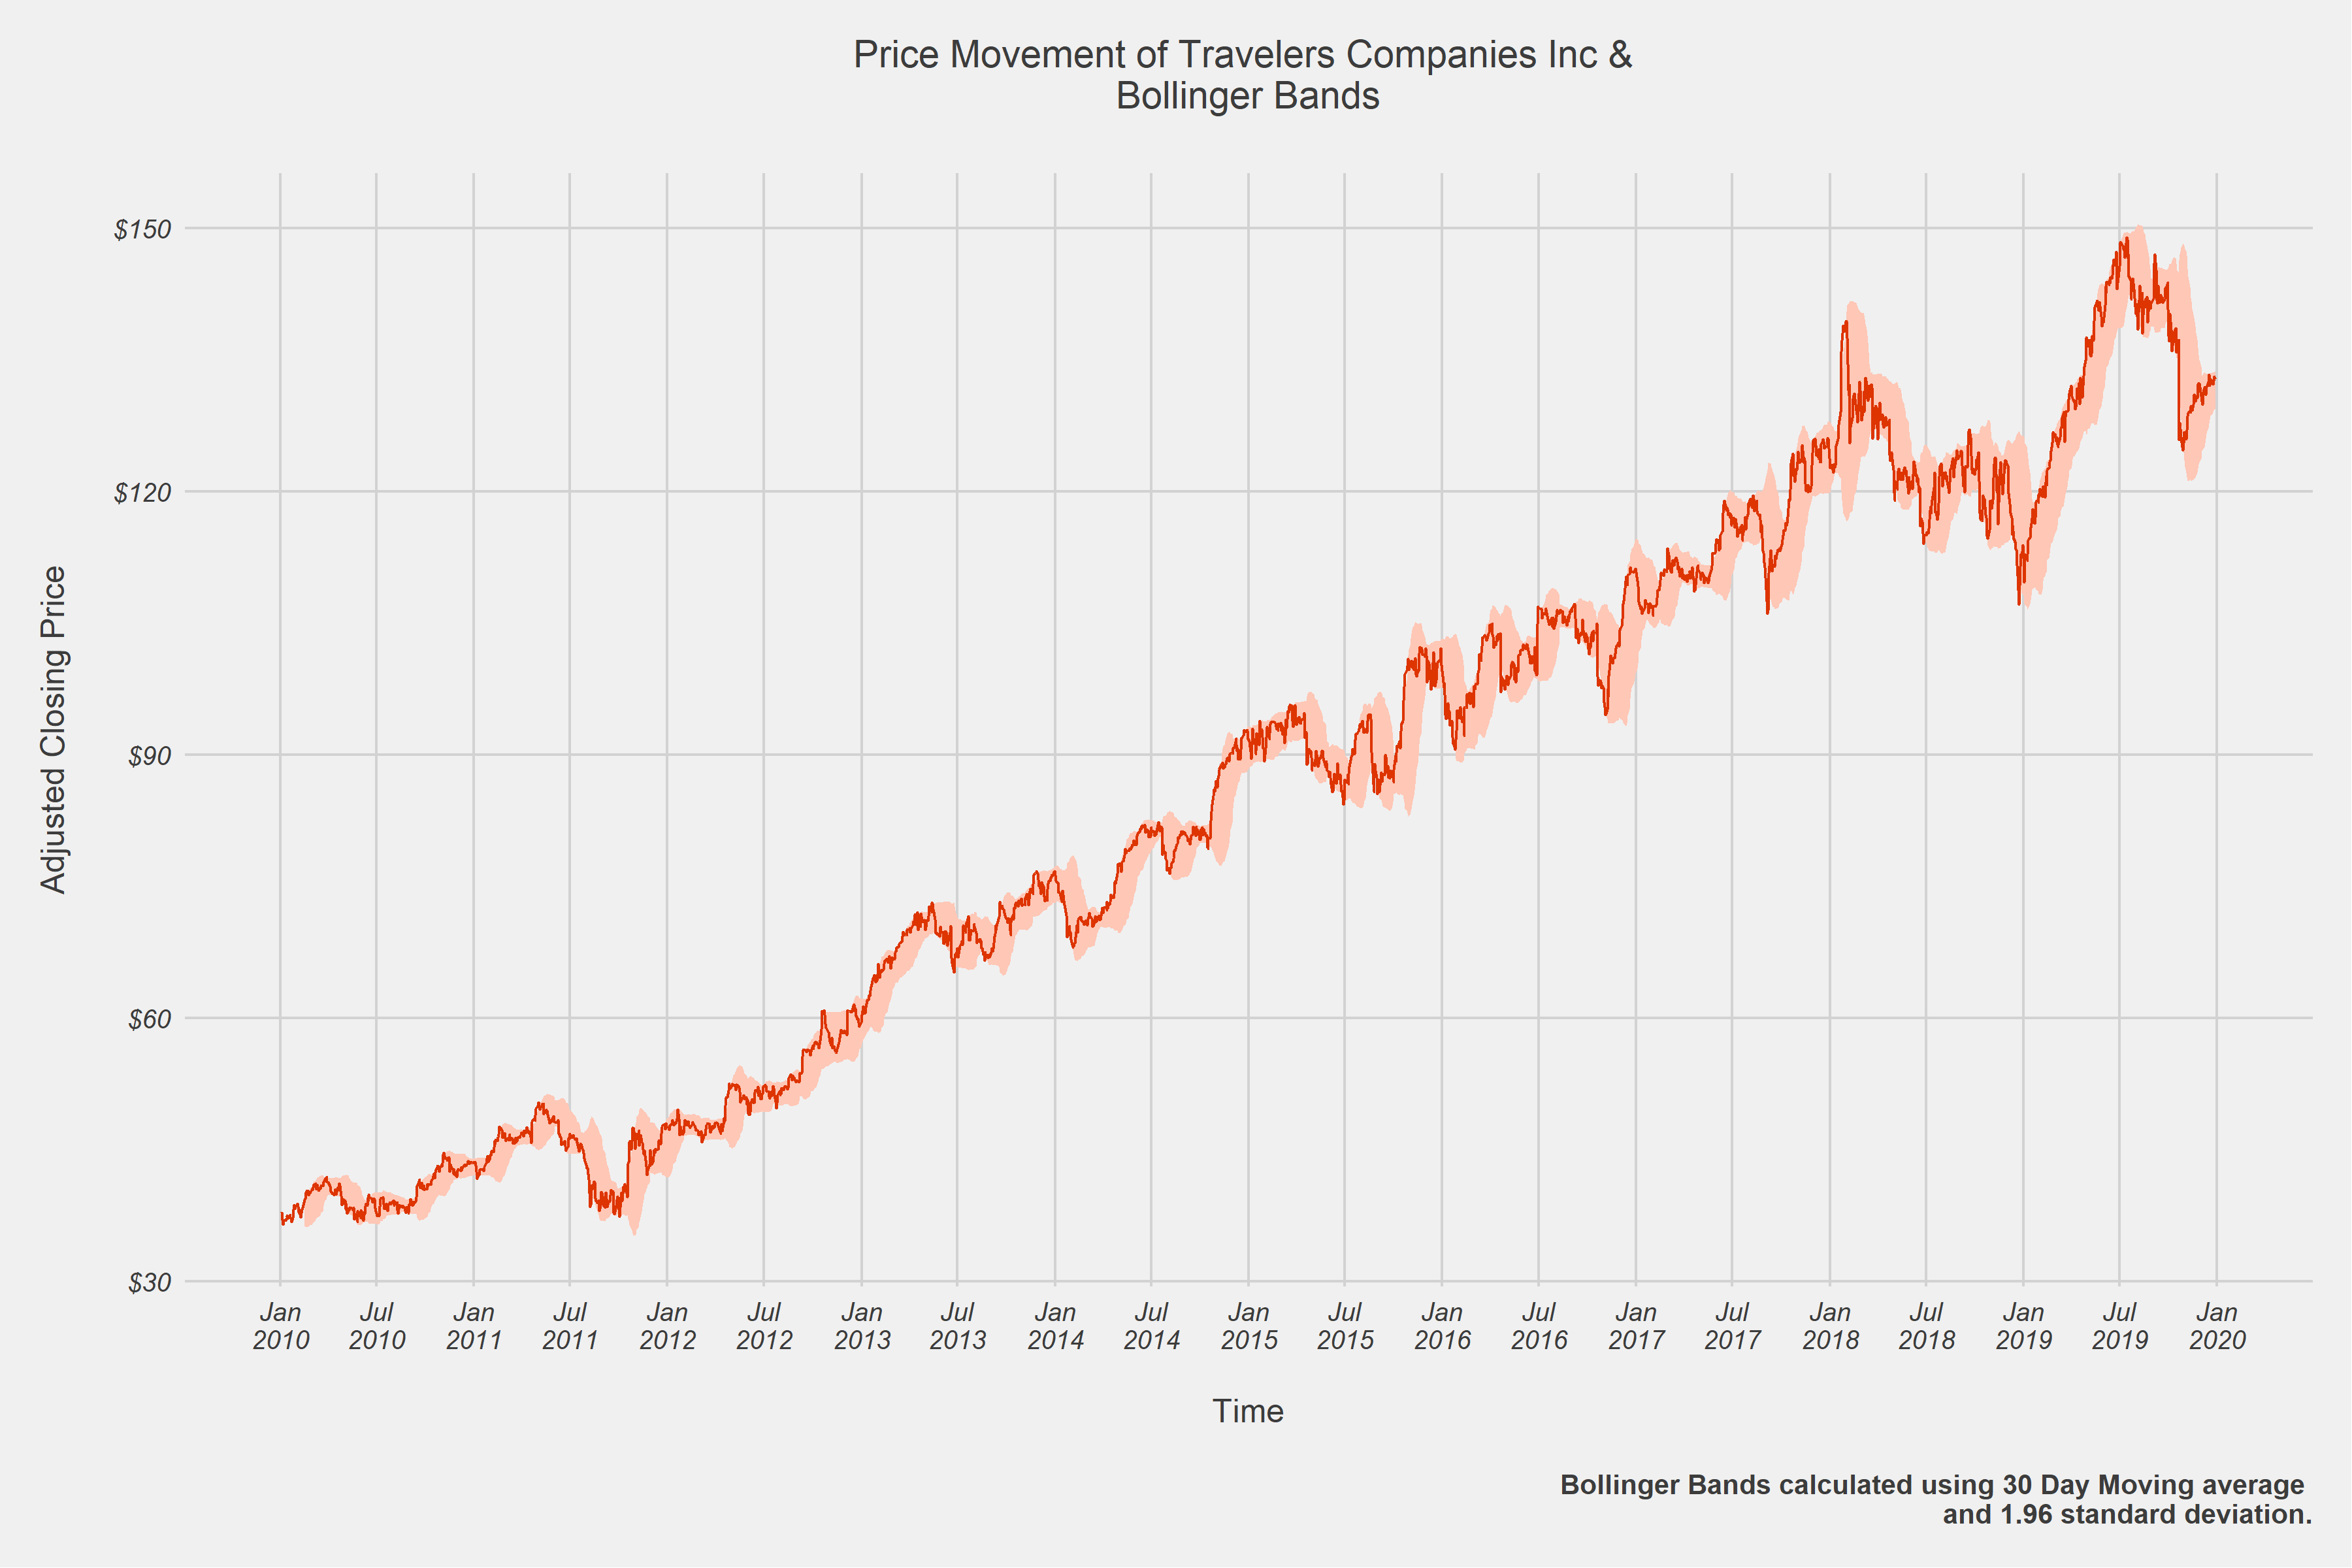 Price Movement of Travelers Companies Inc &
Bollinger Bands
Adjusted Closing Price
$150
$120
$90
$60
$30
Jan Jul Jan Jul Jan Jul Jan Jul Jan Jul Jan Jul Jan Jul Jan Jul Jan Jul Jan Jul Jan
2010 2010 2011 2011 2012 2012 2013 2013 2014 2014 2015 2015 2016 2016 2017 2017 2018 2018 2019 2019 2020
Time
Bollinger Bands calculated using 30 Day Moving average
and 1.96 standard deviation.